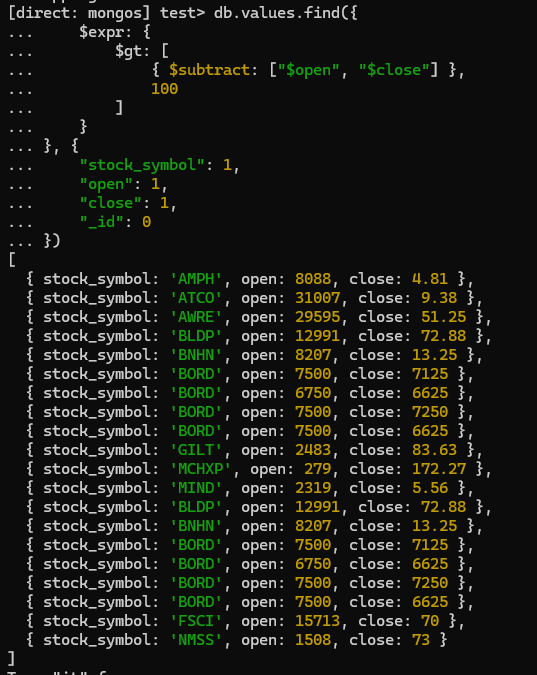 [direct: mongos] test> db.values.find({
...     $expr: {
...         $gt: [
...             { $subtract: ["$open", "$close"] },
...             100
...         ]
...     }
... }, {
...     "stock_symbol": 1,
...     "open": 1,
...     "close": 1,
...     "_id": 0
... })
[
  { stock_symbol: 'AMPH', open: 8088, close: 4.81 },
  { stock_symbol: 'ATCO', open: 31007, close: 9.38 },
  { stock_symbol: 'AWRE', open: 29595, close: 51.25 },
  { stock_symbol: 'BLDP', open: 12991, close: 72.88 },
  { stock_symbol: 'BNHN', open: 8207, close: 13.25 },
  { stock_symbol: 'BORD', open: 7500, close: 7125 },
  { stock_symbol: 'BORD', open: 6750, close: 6625 },
  { stock_symbol: 'BORD', open: 7500, close: 7250 },
  { stock_symbol: 'BORD', open: 7500, close: 6625 },
  { stock_symbol: 'GILT', open: 2483, close: 83.63 },
  { stock_symbol: 'MCHXP', open: 279, close: 172.27 },
  { stock_symbol: 'MIND', open: 2319, close: 5.56 },
  { stock_symbol: 'BLDP', open: 12991, close: 72.88 },
  { stock_symbol: 'BNHN', open: 8207, close: 13.25 },
  { stock_symbol: 'BORD', open: 7500, close: 7125 },
  { stock_symbol: 'BORD', open: 6750, close: 6625 },
  { stock_symbol: 'BORD', open: 7500, close: 7250 },
  { stock_symbol: 'BORD', open: 7500, close: 6625 },
  { stock_symbol: 'FSCI', open: 15713, close: 70 },
  { stock_symbol: 'NMSS', open: 1508, close: 73 }
]